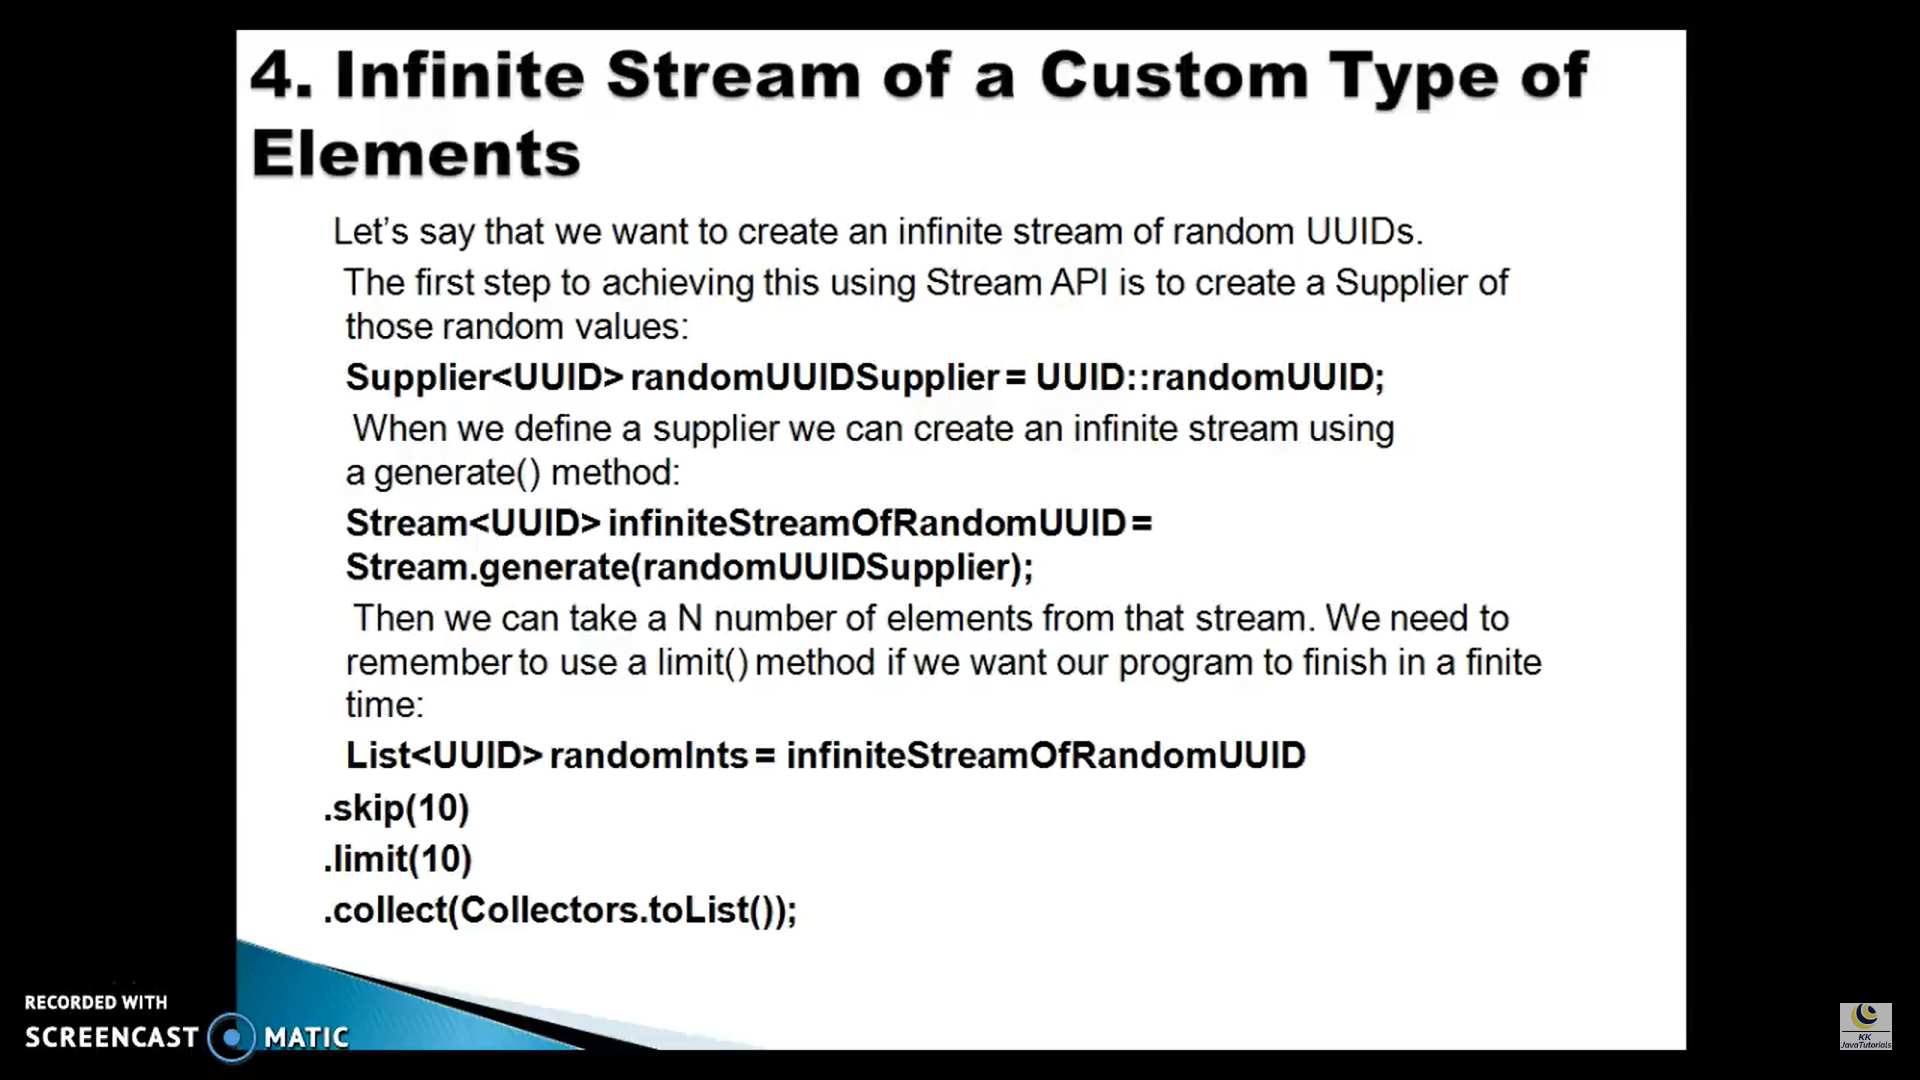 4. Infinite Stream of a Custom Type of
Elements
Let’s say that we want to create an infinite stream of random UUIDs.
The first step to achieving this using Stream API is to create a Supplier of
those random values:
Supplier<UUID> randomUUIDSupplier = UUID::randomUUID;
When we define a supplier we can create an infinite stream using
a generate() method:
Stream<UUID> infiniteStreamOfRandomUUID =
Stream.generate(randomUUIDSupplier);
Then we can take a N number of elements from that stream. We need to
remember to use a limit() method if we want our program to finish in a finite
time:
List<UUID> randomInts = infiniteStreamOfRandomUUID
.skip(10)
.limit(10)
.collect(Collectors.toList());
RECORDED WITH
SCREENCAST MATIC
KK
JavaTutorials